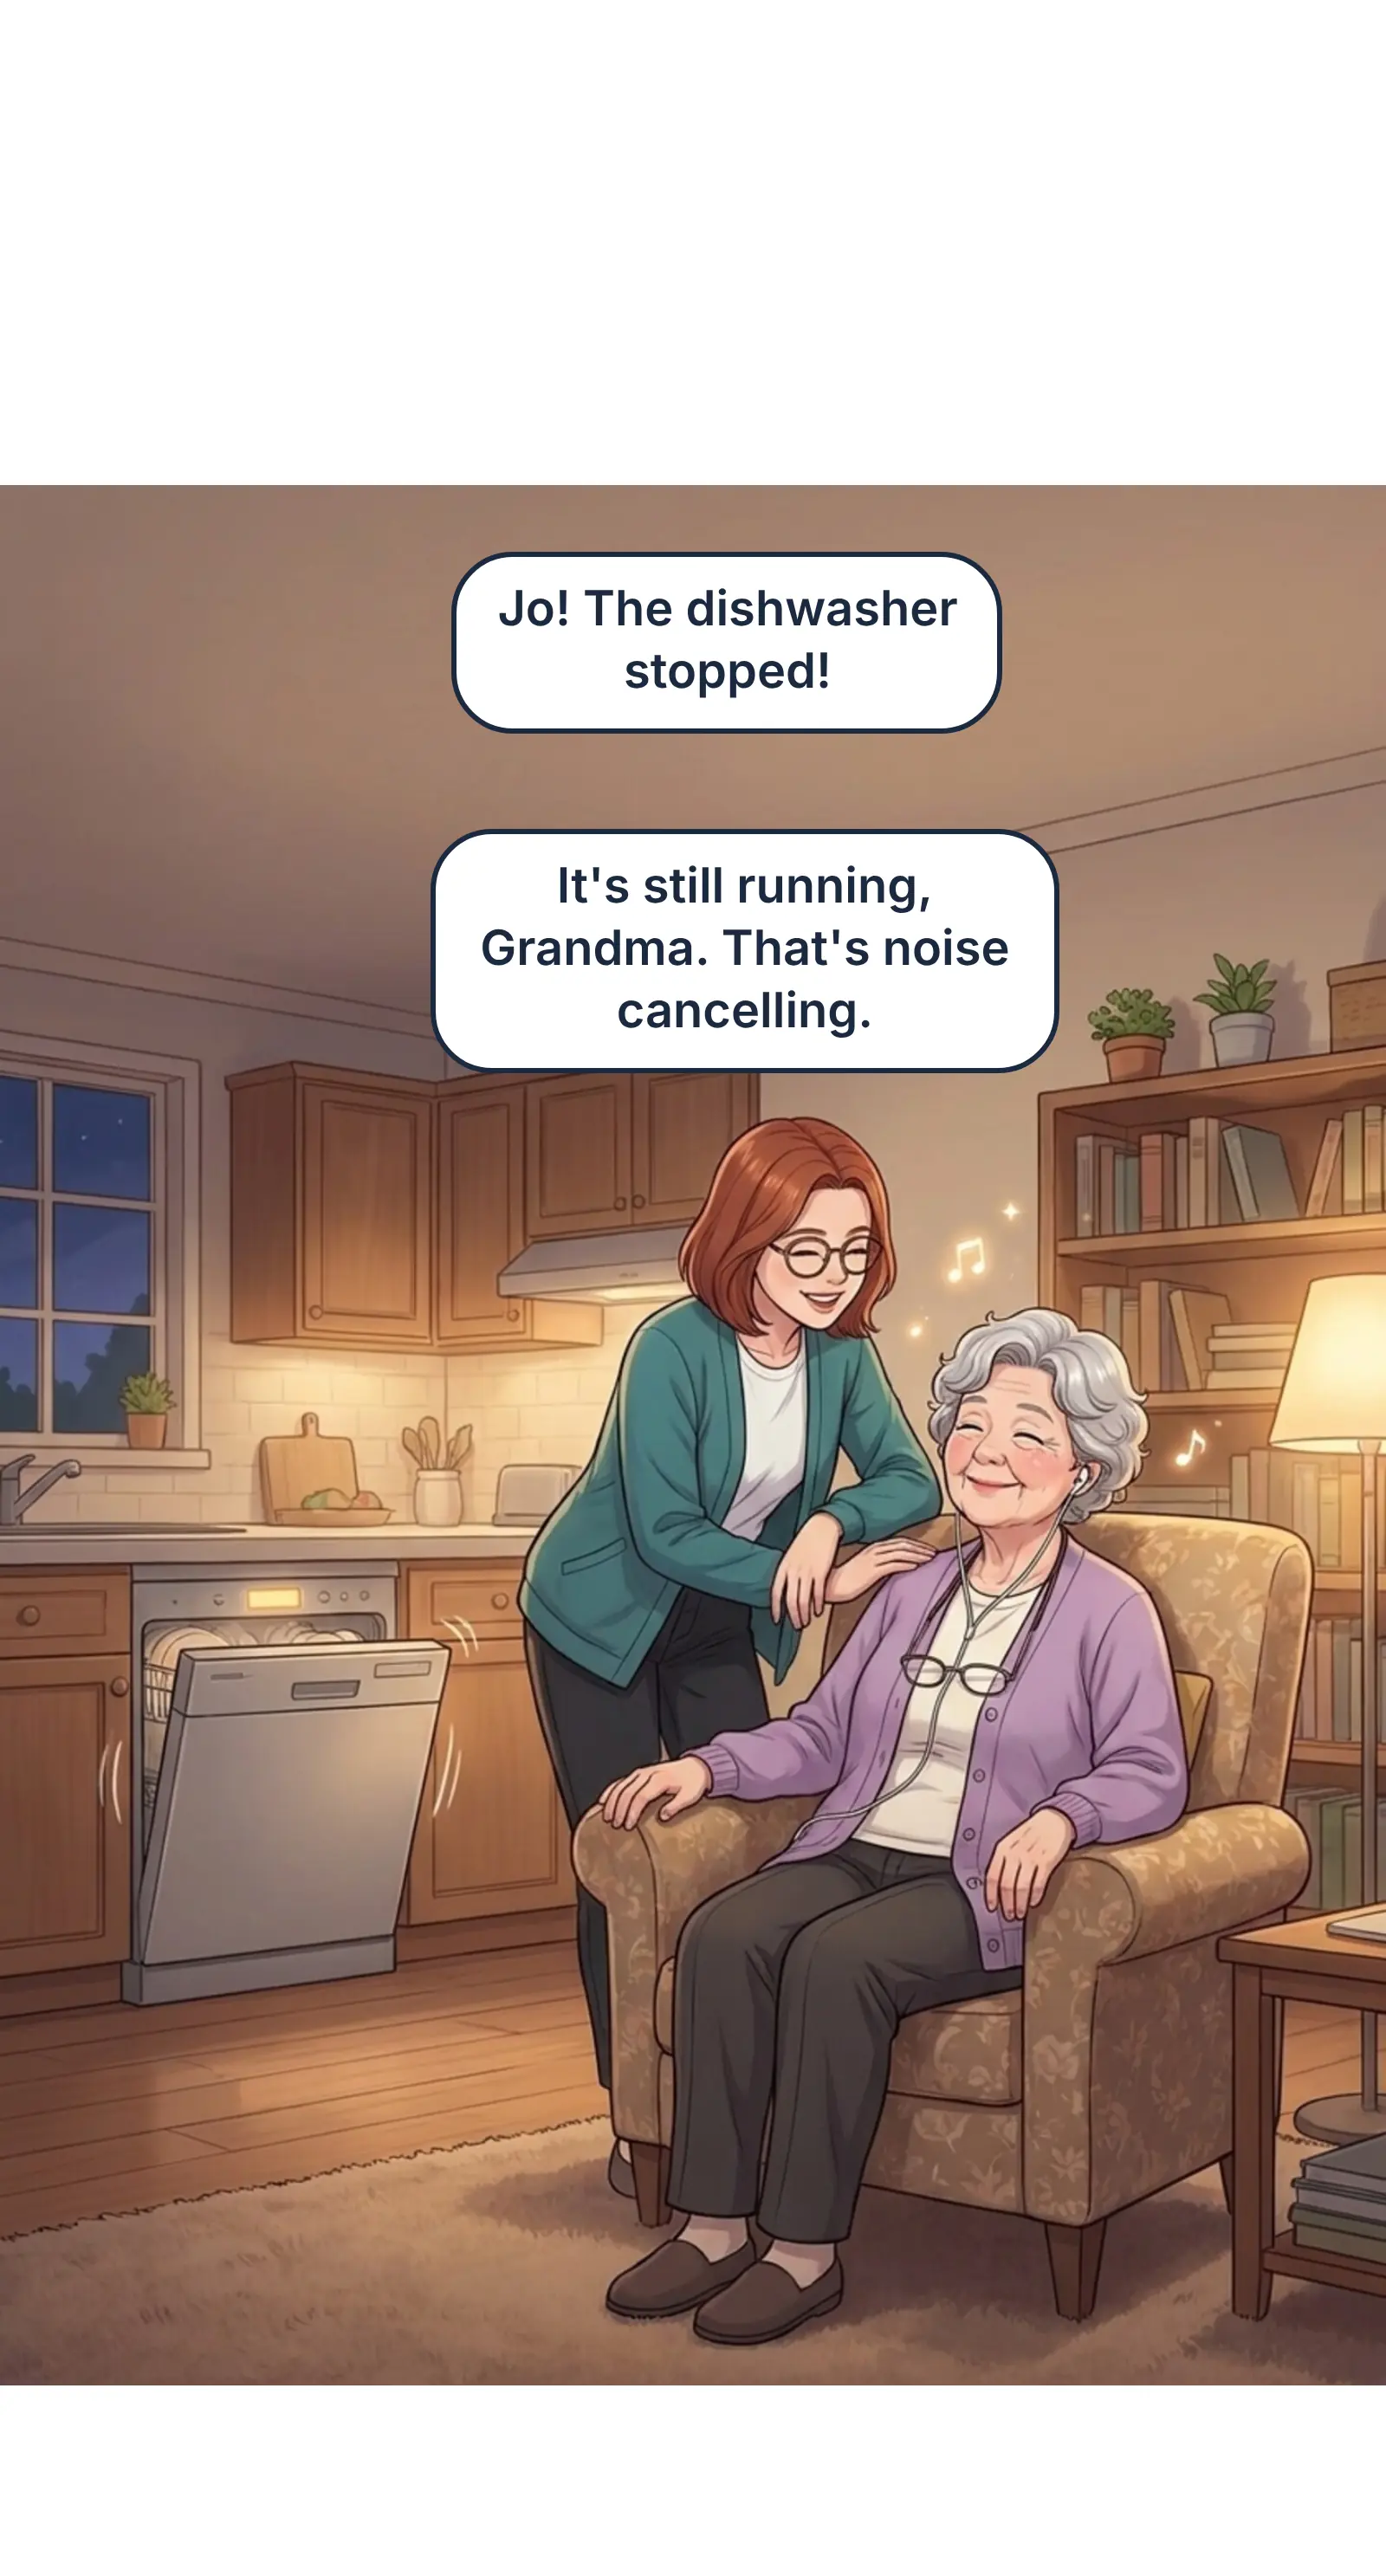 Jo! The dishwasher
stopped!
It's still running,
Grandma. That's noise
cancelling.